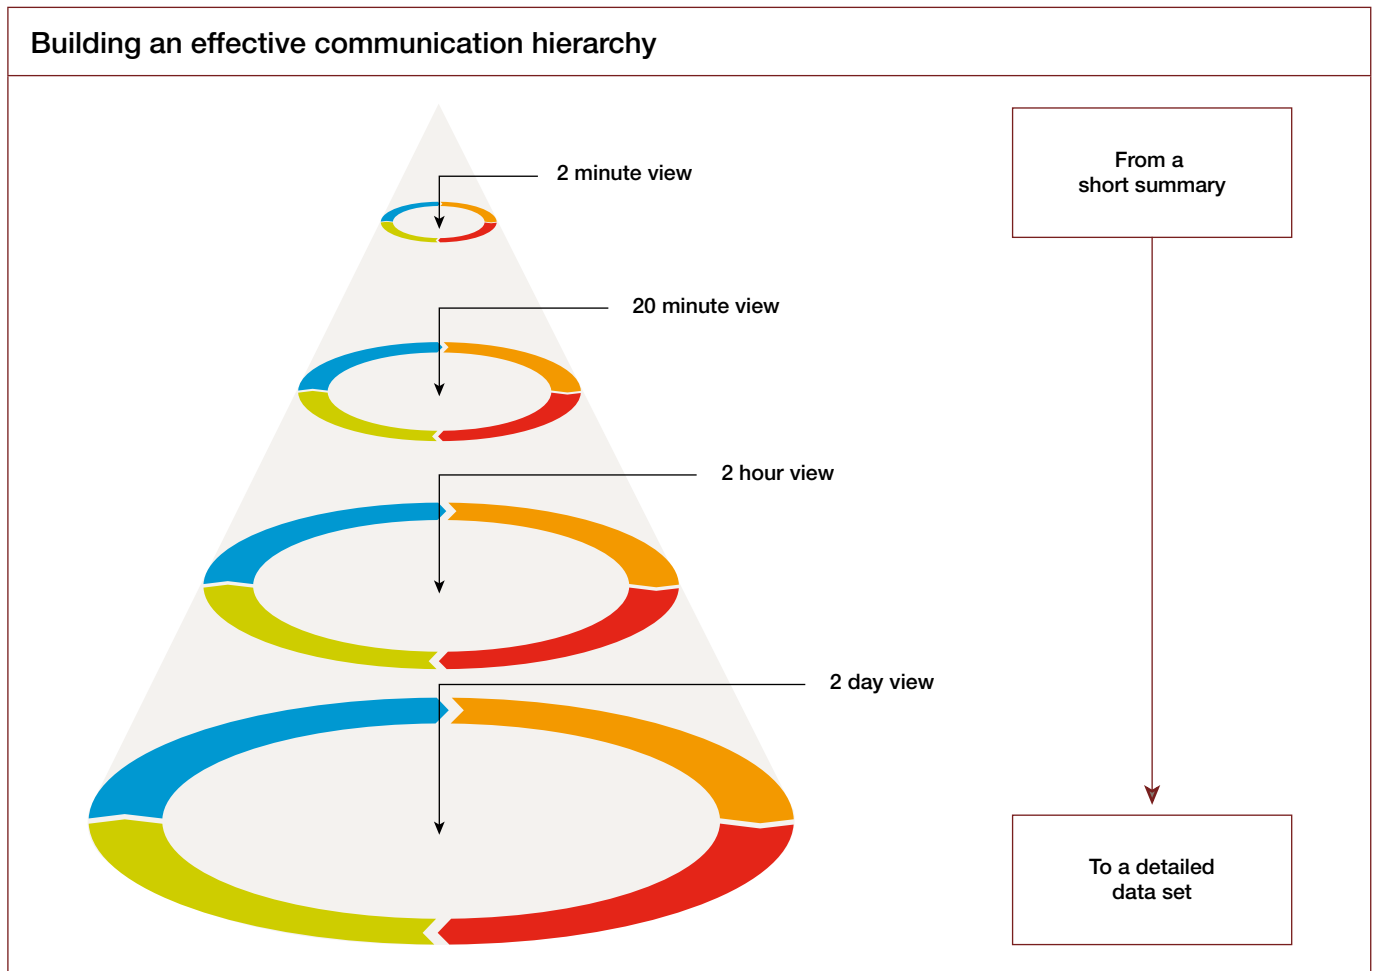 Building an effective communication hierarchy
2 minute view
From a
short summary
20 minute view
2 hour view
2 day view
To a detailed
data set